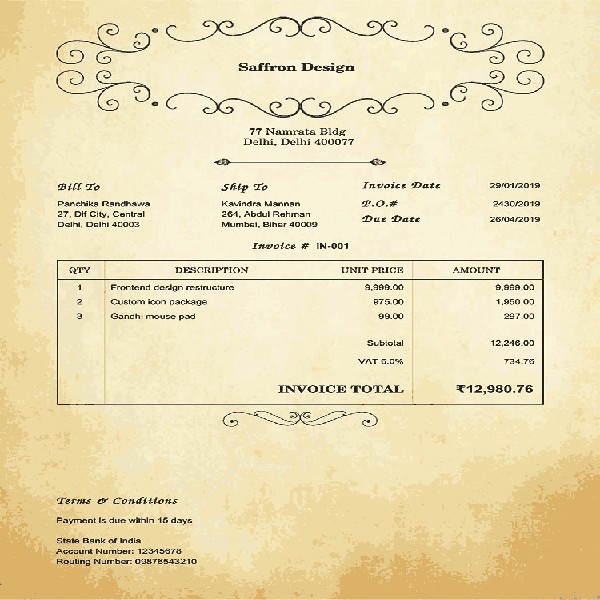 Saffron Design
77 Namrata Bldg
Delhi, Delhi 400077
Bill To
Panchika Randhawa
27, Dlf City, Central
Delhi, Delhi 40003
Ship To
Kavindra Mannan
264, Abdul Rehman
Mumbai, Bihar 40009
Invoice Date 29/01/2019
P.O.# 2430/2019
Due Date 26/04/2019
Invoice # IN-001
QTY DESCRIPTION UNIT PRICE AMOUNT
1 Frontend design restructure 9,999.00 9,999.00
2 Custom icon package 975.00 1,950.00
3 Gandhi mouse pad 99.00 297.00
Subtotal 12,246.00
VAT 6.0% 734.76
INVOICE TOTAL ₹12,980.76
Terms & Conditions
Payment is due within 15 days
State Bank of India
Account Number: 12345678
Routing Number: 09876543210